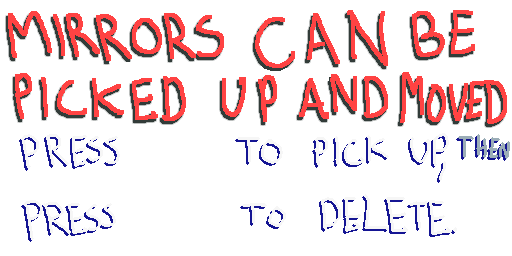 MIRRORS CAN BE
PICKED UP AND MOVED
PRESS TO PICK UP, THEN
PRESS TO DELETE.